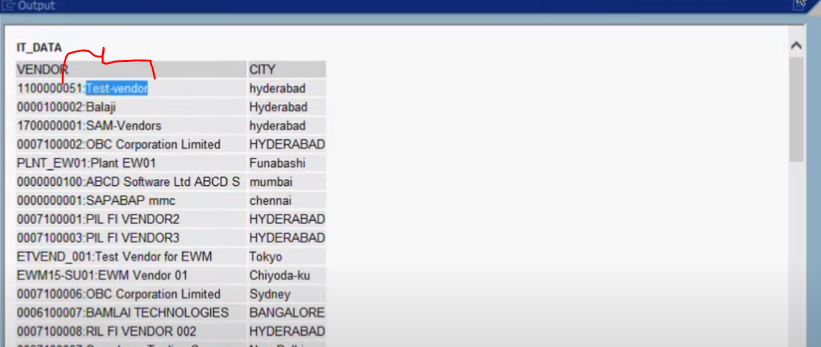 Output
IT_DATA
VENDOR CITY
1100000051:Test-vendor hyderabad
0000100002:Balaji Hyderabad
1700000001:SAM-Vendors hyderabad
0007100002:OBC Corporation Limited HYDERABAD
PLNT_EW01:Plant EW01 Funabashi
0000000100:ABCD Software Ltd ABCD S mumbai
0000000001:SAPABAP mmc chennai
0007100001:PIL FI VENDOR2 HYDERABAD
0007100003:PIL FI VENDOR3 HYDERABAD
ETVEND_001:Test Vendor for EWM Tokyo
EWM15-SU01:EWM Vendor 01 Chiyoda-ku
0007100006:OBC Corporation Limited Sydney
0006100007:BAMLAI TECHNOLOGIES BANGALORE
0007100008:RIL FI VENDOR 002 HYDERABAD